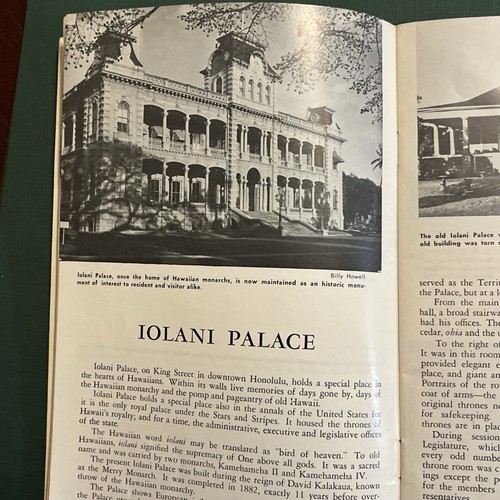 Billy Howell
Iolani Palace, once the home of Hawaiian monarchs, is now maintained as an historic monu-
ment of interest to resident and visitor alike.
IOLANI PALACE
Iolani Palace, on King Street in downtown Honolulu, holds a special place in
the hearts of Hawaiians. Within its walls live memories of days gone by, days of
the Hawaiian monarchy and the pomp and pageantry of old Hawaii.
Iolani Palace holds a special place also in the annals of the United States for
it is the only royal palace under the Stars and Stripes. It housed the thrones of
Hawaii's royalty; and for a time, the administrative, executive and legislative offices
of the state.
The Hawaiian word iolani may be translated as "bird of heaven." To old
Hawaiians, iolani signified the supremacy of One above all gods. It was a sacred
name and was carried by two monarchs, Kamehameha II and Kamehameha IV.
The present Iolani Palace was built during the reign of David Kalakaua, known
as the Merry Monarch. It was completed in 1882, exactly 11 years before over-
throw of the Hawaiian monarchy.
The Palace shows
The old Iolani Palace
old building was torn
served as the Territ
the Palace, but at a
From the main
hall, a broad stairwa
had his offices. The
cedar, ohia and the
To the right of
It was in this room
provided elegant
place, and giant an
Portraits of the ro
coat of arms—the
original thrones
for safekeeping.
thrones are in plac
During session
Legislature, which
every odd number
throne room was
ings except the
for the member
resentatives